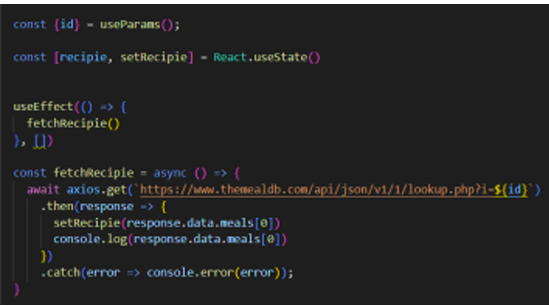 const {id} = useParams();
const [recipie, setRecipie] = React.useState()
useEffect(() => {
fetchRecipie()
}, [])
const fetchRecipie = async () => {
await axios.get(`https://www.themealdb.com/api/json/v1/1/lookup.php?i=${id}`)
.then(response => {
setRecipie(response.data.meals[0])
console.log(response.data.meals[0])
})
.catch(error => console.error(error));
}